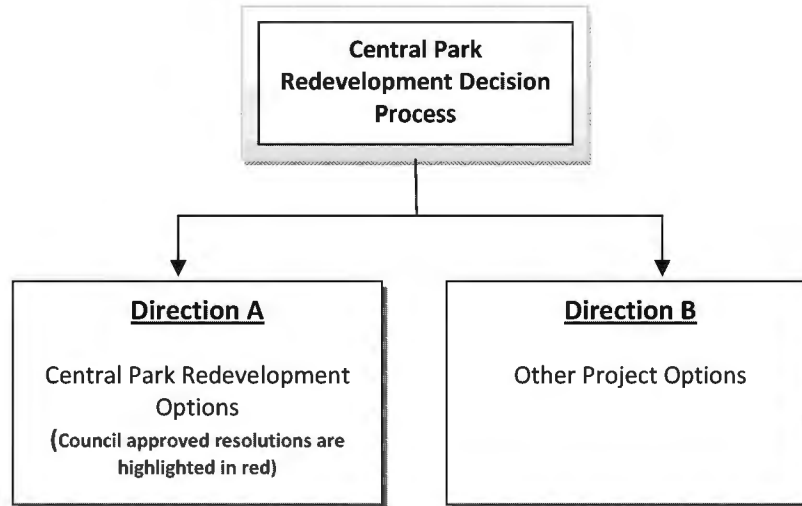 Central Park
Redevelopment Decision
Process
Direction A
Central Park Redevelopment
Options
(Council approved resolutions are
highlighted in red)
Direction B
Other Project Options